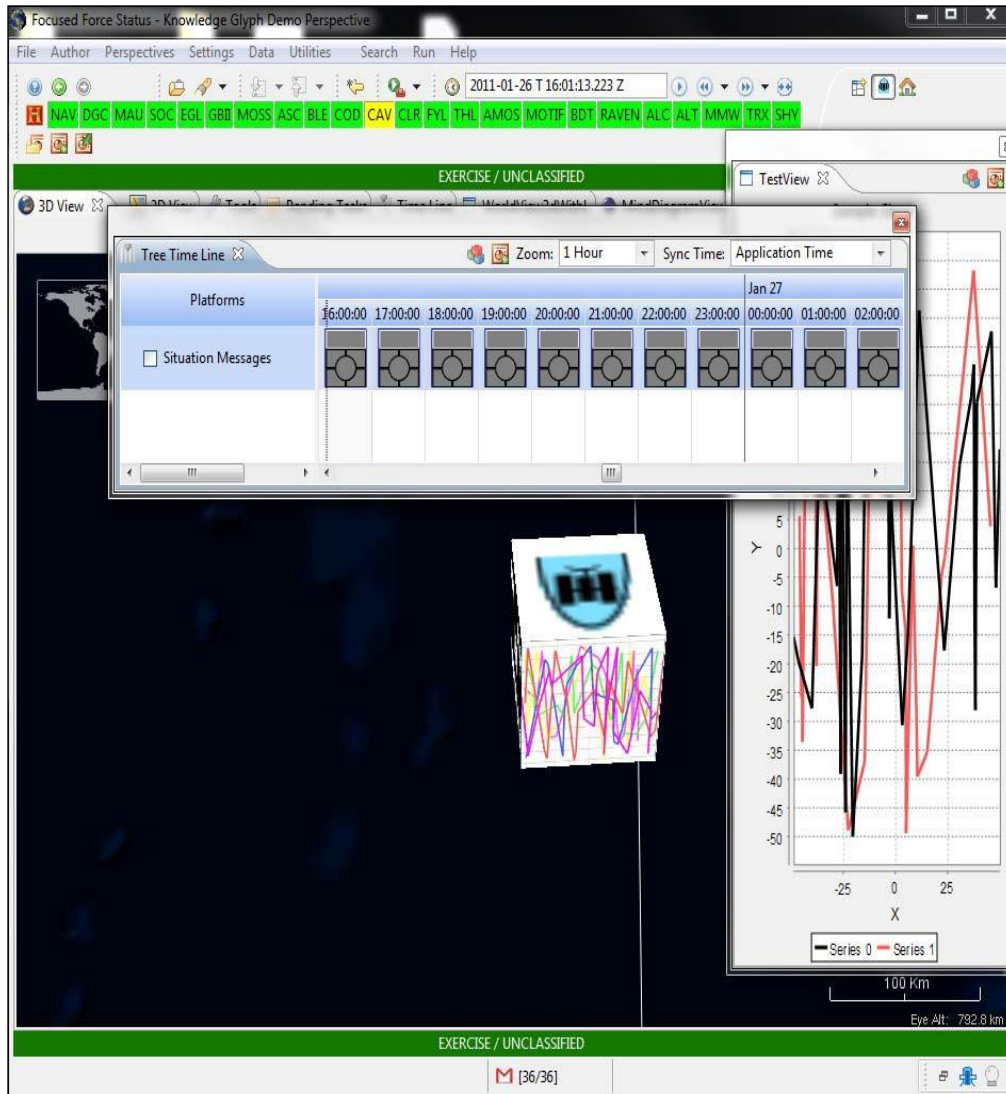 Focused Force Status - Knowledge Glyph Demo Perspective
File Author Perspectives Settings Data Utilities Search Run Help
2011-01-26 T 16:01:13.223 Z
H NAV DGC MAU SOC EGL GBII MOSS ASC BLE COD CAV CLR FYL THL AMOS MOTIF BDT RAVEN ALC ALT MMW TRX SHY
EXERCISE / UNCLASSIFIED
TestView
3D View
Tree Time Line Zoom: 1 Hour Sync Time: Application Time
Platforms
Jan 27
16:00:00 17:00:00 18:00:00 19:00:00 20:00:00 21:00:00 22:00:00 23:00:00 00:00:00 01:00:00 02:00:00
Situation Messages
5
0
-5
-10
-15
-20
-25
-30
-35
-40
-45
-50
Y
-25 0 25
X
Series 0 Series 1
100 Km
Eye Alt: 792.8 km
EXERCISE / UNCLASSIFIED
[36/36]